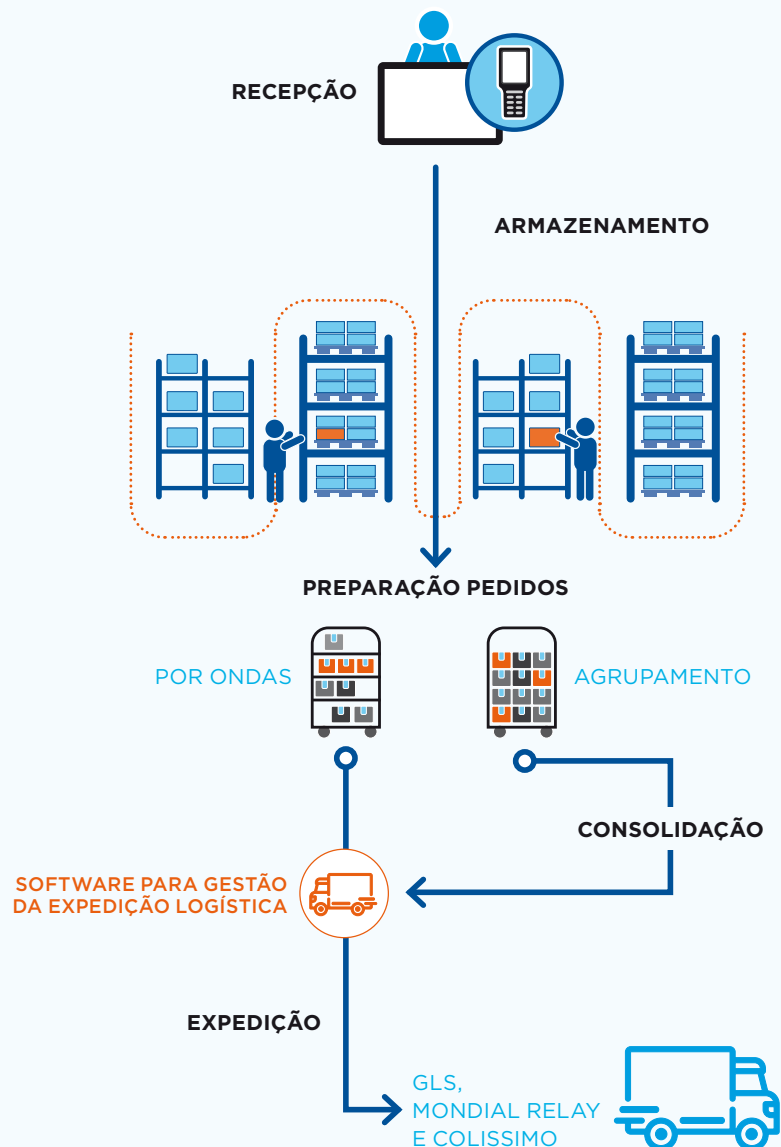 RECEPÇÃO
ARMAZENAMENTO
PREPARAÇÃO PEDIDOS
POR ONDAS
AGRUPAMENTO
CONSOLIDAÇÃO
SOFTWARE PARA GESTÃO
DA EXPEDIÇÃO LOGÍSTICA
EXPEDIÇÃO
GLS,
MONDIAL RELAY
E COLISSIMO